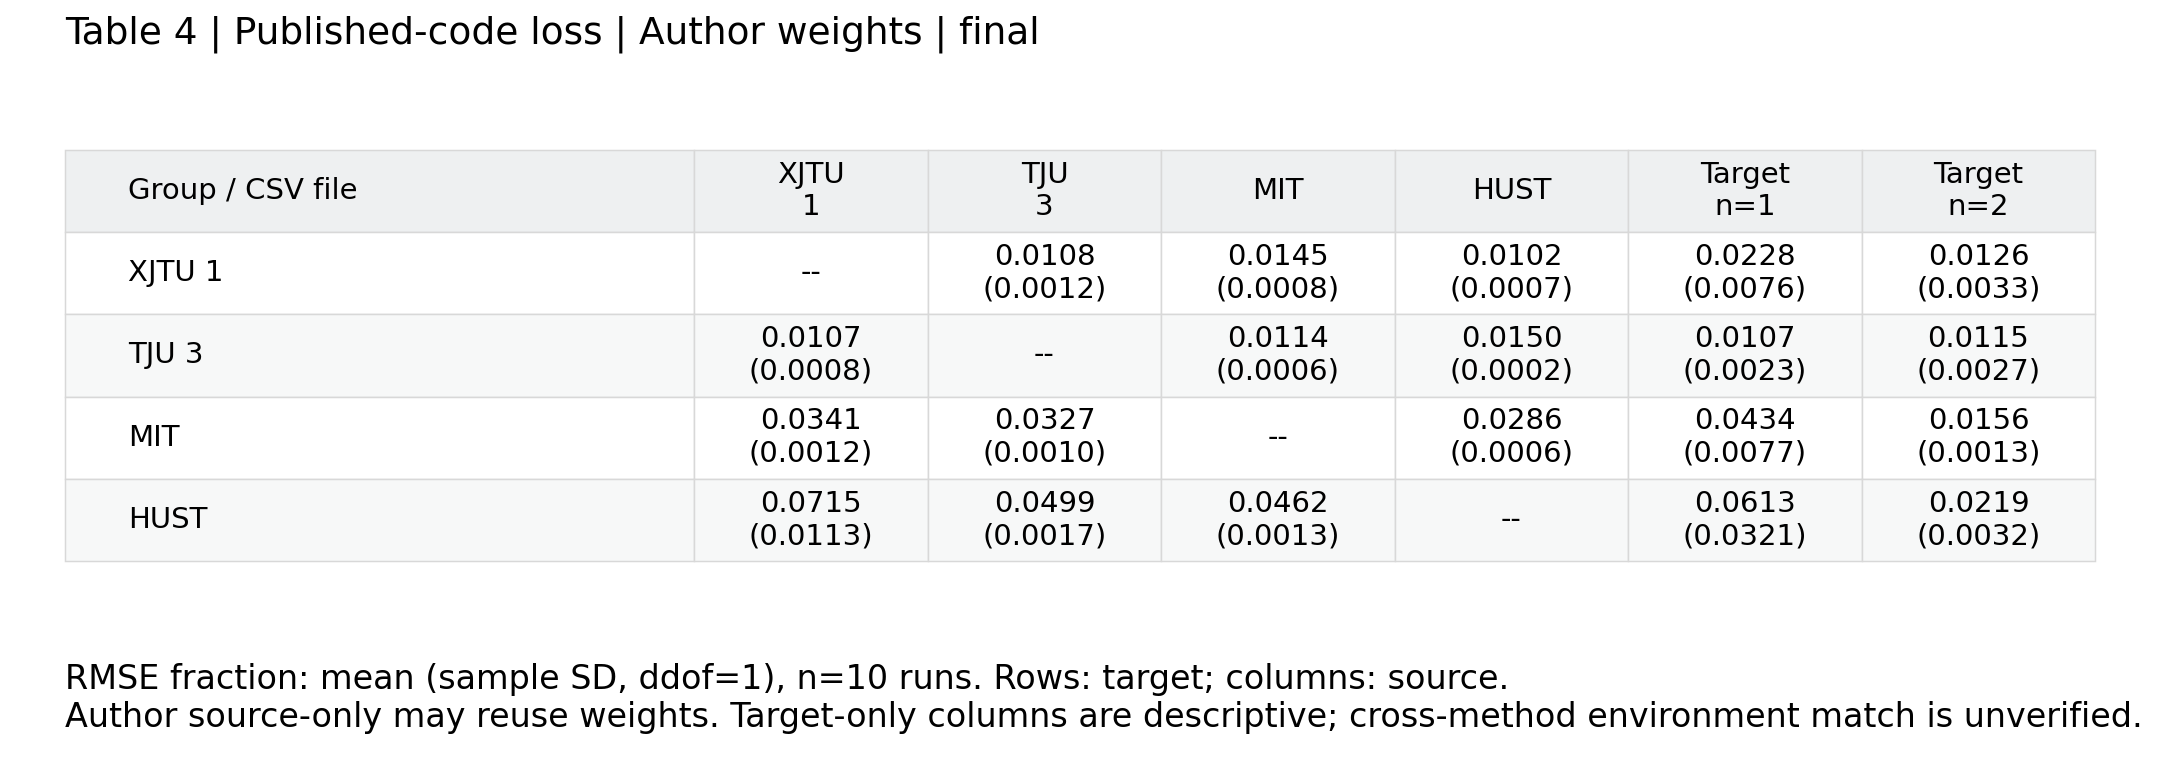 Table 4 | Published-code loss | Author weights | final
Group / CSV file XJTU 1 TJU 3 MIT HUST Target n=1 Target n=2
XJTU 1 -- 0.0108 (0.0012) 0.0145 (0.0008) 0.0102 (0.0007) 0.0228 (0.0076) 0.0126 (0.0033)
TJU 3 0.0107 (0.0008) -- 0.0114 (0.0006) 0.0150 (0.0002) 0.0107 (0.0023) 0.0115 (0.0027)
MIT 0.0341 (0.0012) 0.0327 (0.0010) -- 0.0286 (0.0006) 0.0434 (0.0077) 0.0156 (0.0013)
HUST 0.0715 (0.0113) 0.0499 (0.0017) 0.0462 (0.0013) -- 0.0613 (0.0321) 0.0219 (0.0032)
RMSE fraction: mean (sample SD, ddof=1), n=10 runs. Rows: target; columns: source.
Author source-only may reuse weights. Target-only columns are descriptive; cross-method environment match is unverified.